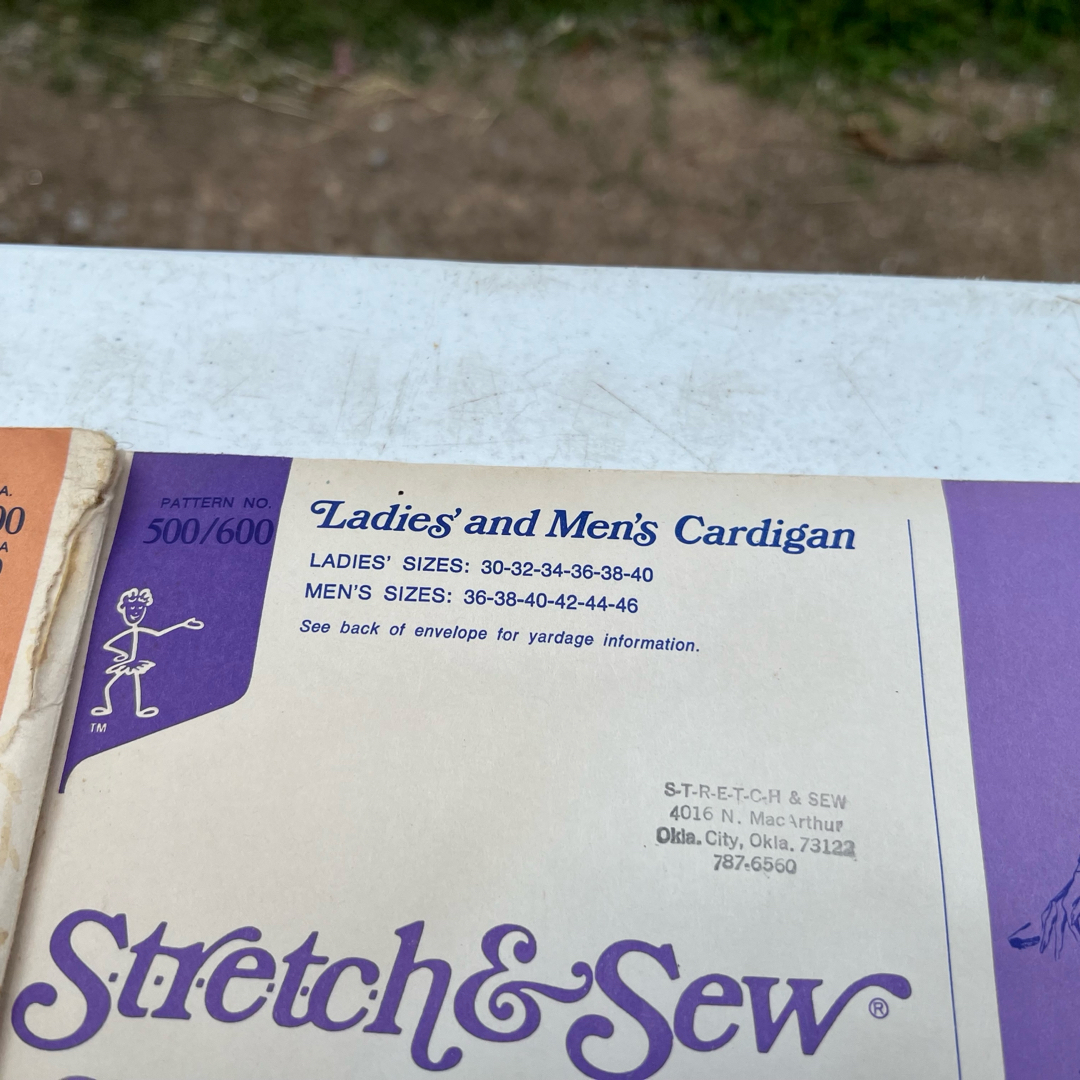 PATTERN NO.
500/600
TM
Ladies' and Men's Cardigan
LADIES' SIZES: 30-32-34-36-38-40
MEN'S SIZES: 36-38-40-42-44-46
See back of envelope for yardage information.
S-T-R-E-T-C-H & SEW
4016 N. MacArthur
Okla. City, Okla. 73122
787-6560
Stretch & Sew®